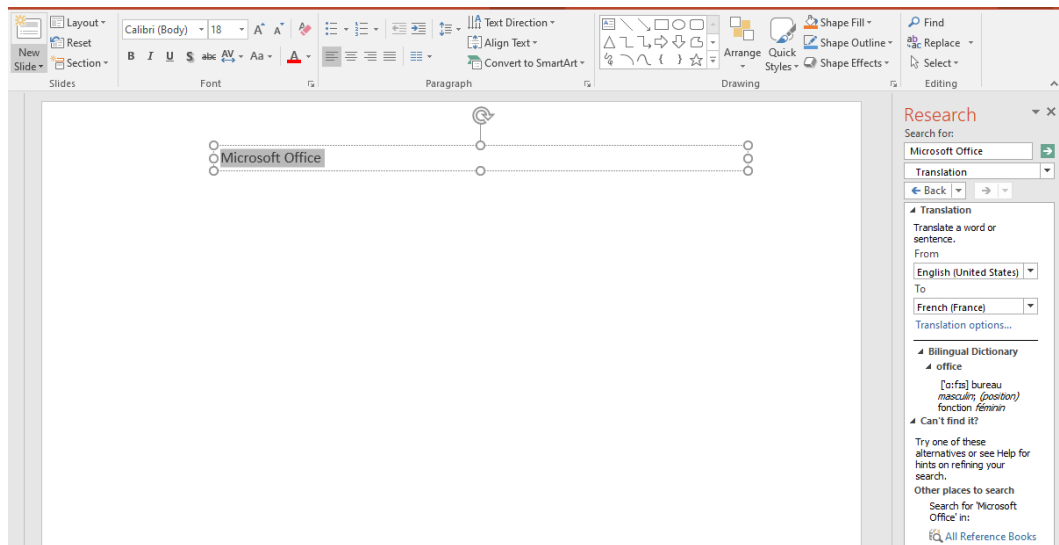 New
Slide
Layout
Reset
Section
Slides
Calibri (Body)
18
A A
B I U S abc AV Aa A
Font
Text Direction
Align Text
Convert to SmartArt
Paragraph
Arrange
Quick
Styles
Shape Fill
Shape Outline
Shape Effects
Drawing
Find
Replace
Select
Editing
Microsoft Office
Research
Search for:
Microsoft Office
Translation
Back
Translation
Translate a word or
sentence.
From
English (United States)
To
French (France)
Translation options...
Bilingual Dictionary
office
['ɑ:fɪs] bureau
masculin; (position)
fonction féminin
Can't find it?
Try one of these
alternatives or see Help for
hints on refining your
search.
Other places to search
Search for 'Microsoft
Office' in:
All Reference Books